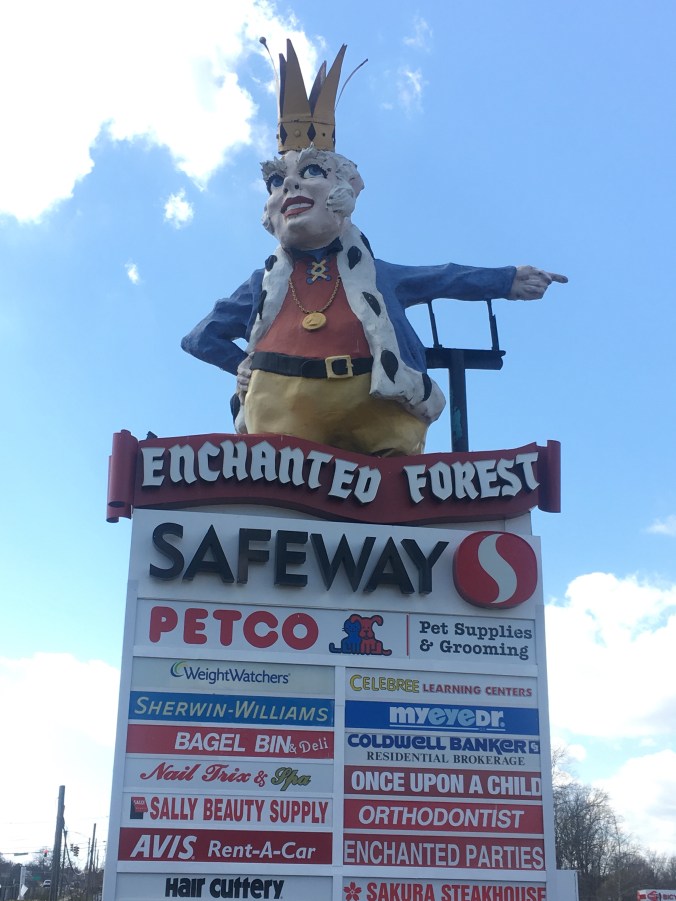 ENCHANTED FOREST
SAFEWAY
PETCO
Pet Supplies
& Grooming
WeightWatchers
CELEBREE LEARNING CENTERS
SHERWIN-WILLIAMS
myeyeDr.
BAGEL BIN & Deli
COLDWELL BANKER
RESIDENTIAL BROKERAGE
Nail Trix & Spa
ONCE UPON A CHILD
SALLY BEAUTY SUPPLY
ORTHODONTIST
AVIS Rent-A-Car
ENCHANTED PARTIES
Hair Cuttery
SAKURA STEAKHOUSE